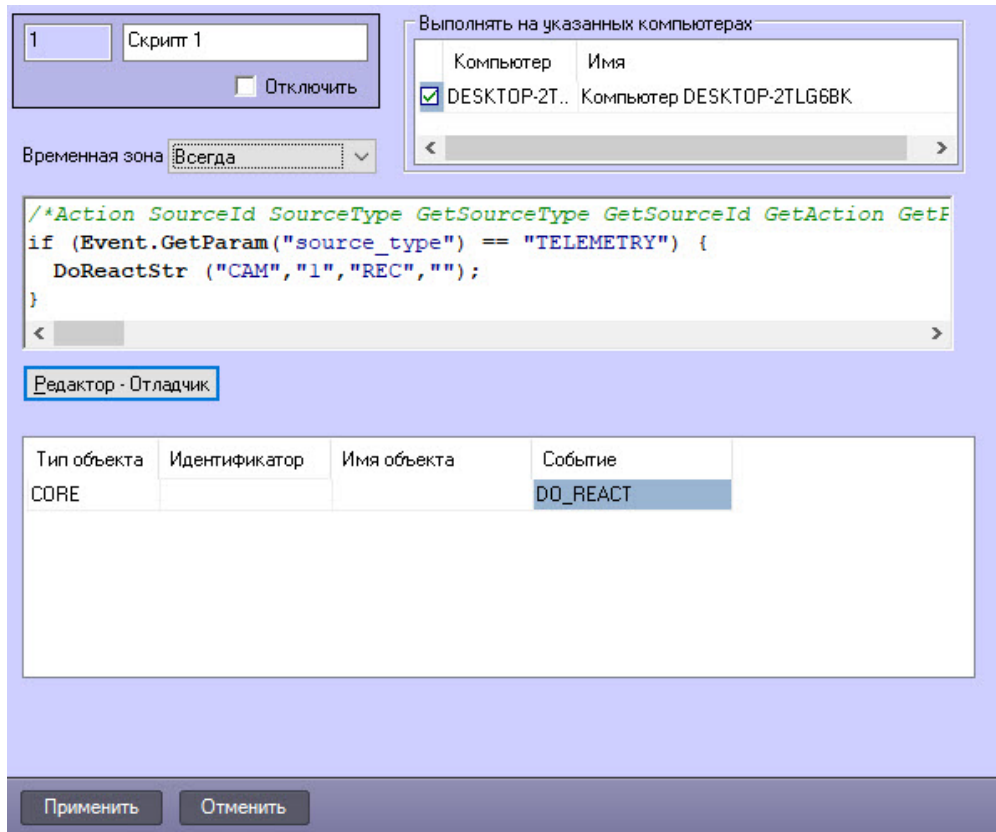 1
Скрипт 1
Отключить
Временная зона Всегда
Выполнять на указанных компьютерах
Компьютер Имя
DESKTOP-2T.. Компьютер DESKTOP-2TLG6BK
/*Action SourceId SourceType GetSourceType GetSourceId GetAction GetP
if (Event.GetParam("source_type") == "TELEMETRY") {
DoReactStr ("CAM","1","REC","");
}
Редактор - Отладчик
Тип объекта Идентификатор Имя объекта Событие
CORE DO_REACT
Применить Отменить